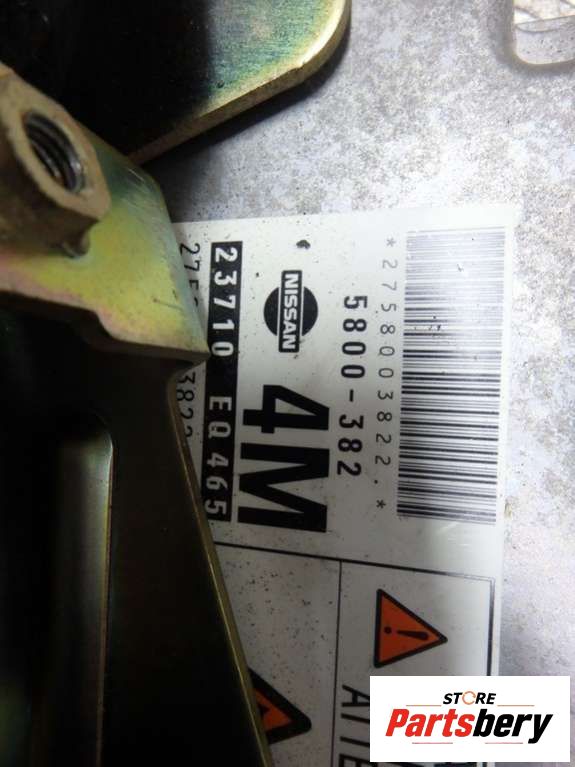 *2758003822.*
5800-382
NISSAN
4M
23710 EQ465
STORE
Partsbery